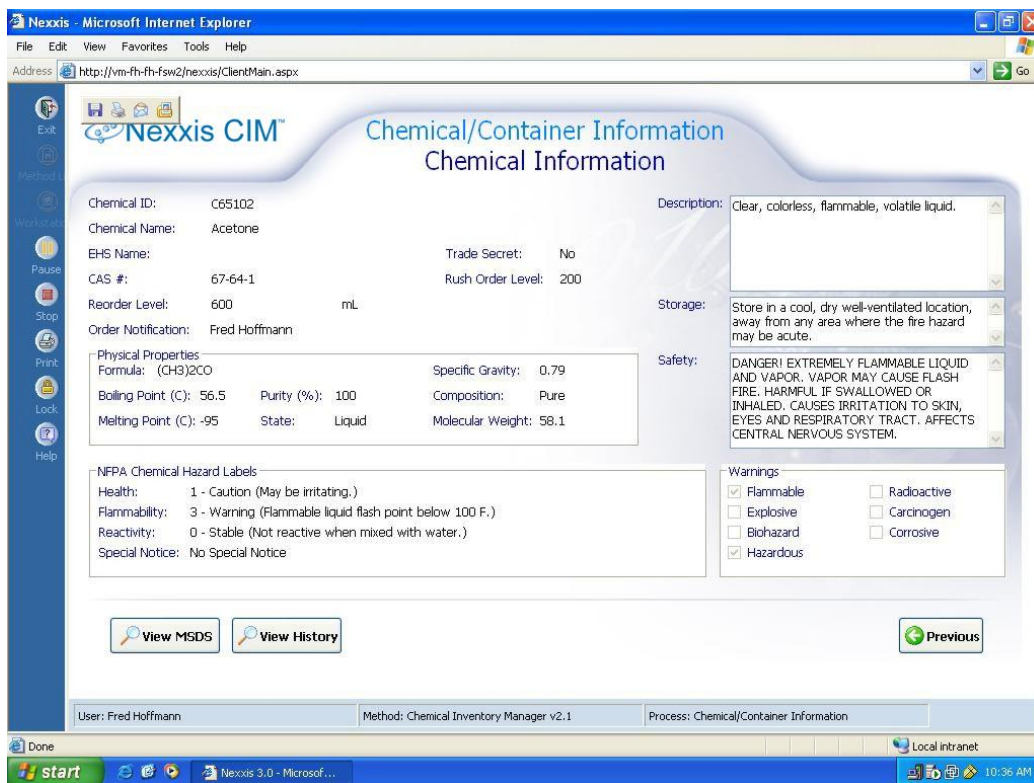 Nexxis - Microsoft Internet Explorer
File Edit View Favorites Tools Help
Address http://vm-fh-fh-fsw2/nexxis/ClientMain.aspx Go
Exit
Pause
Stop
Print
Lock
Help
Nexxis CIM™
Chemical/Container Information
Chemical Information
Chemical ID: C65102
Chemical Name: Acetone
EHS Name: Trade Secret: No
CAS #: 67-64-1 Rush Order Level: 200
Reorder Level: 600 mL
Order Notification: Fred Hoffmann
Description: Clear, colorless, flammable, volatile liquid.
Storage: Store in a cool, dry well-ventilated location,
away from any area where the fire hazard
may be acute.
Physical Properties
Formula: (CH3)2CO Specific Gravity: 0.79
Boiling Point (C): 56.5 Purity (%): 100 Composition: Pure
Melting Point (C): -95 State: Liquid Molecular Weight: 58.1
Safety: DANGER! EXTREMELY FLAMMABLE LIQUID
AND VAPOR. VAPOR MAY CAUSE FLASH
FIRE. HARMFUL IF SWALLOWED OR
INHALED. CAUSES IRRITATION TO SKIN,
EYES AND RESPIRATORY TRACT. AFFECTS
CENTRAL NERVOUS SYSTEM.
NFPA Chemical Hazard Labels
Health: 1 - Caution (May be irritating.)
Flammability: 3 - Warning (Flammable liquid flash point below 100 F.)
Reactivity: 0 - Stable (Not reactive when mixed with water.)
Special Notice: No Special Notice
Warnings
Flammable Radioactive
Explosive Carcinogen
Biohazard Corrosive
Hazardous
View MSDS View History Previous
User: Fred Hoffmann Method: Chemical Inventory Manager v2.1 Process: Chemical/Container Information
Done Local intranet
start Nexxis 3.0 - Microsof... 10:36 AM